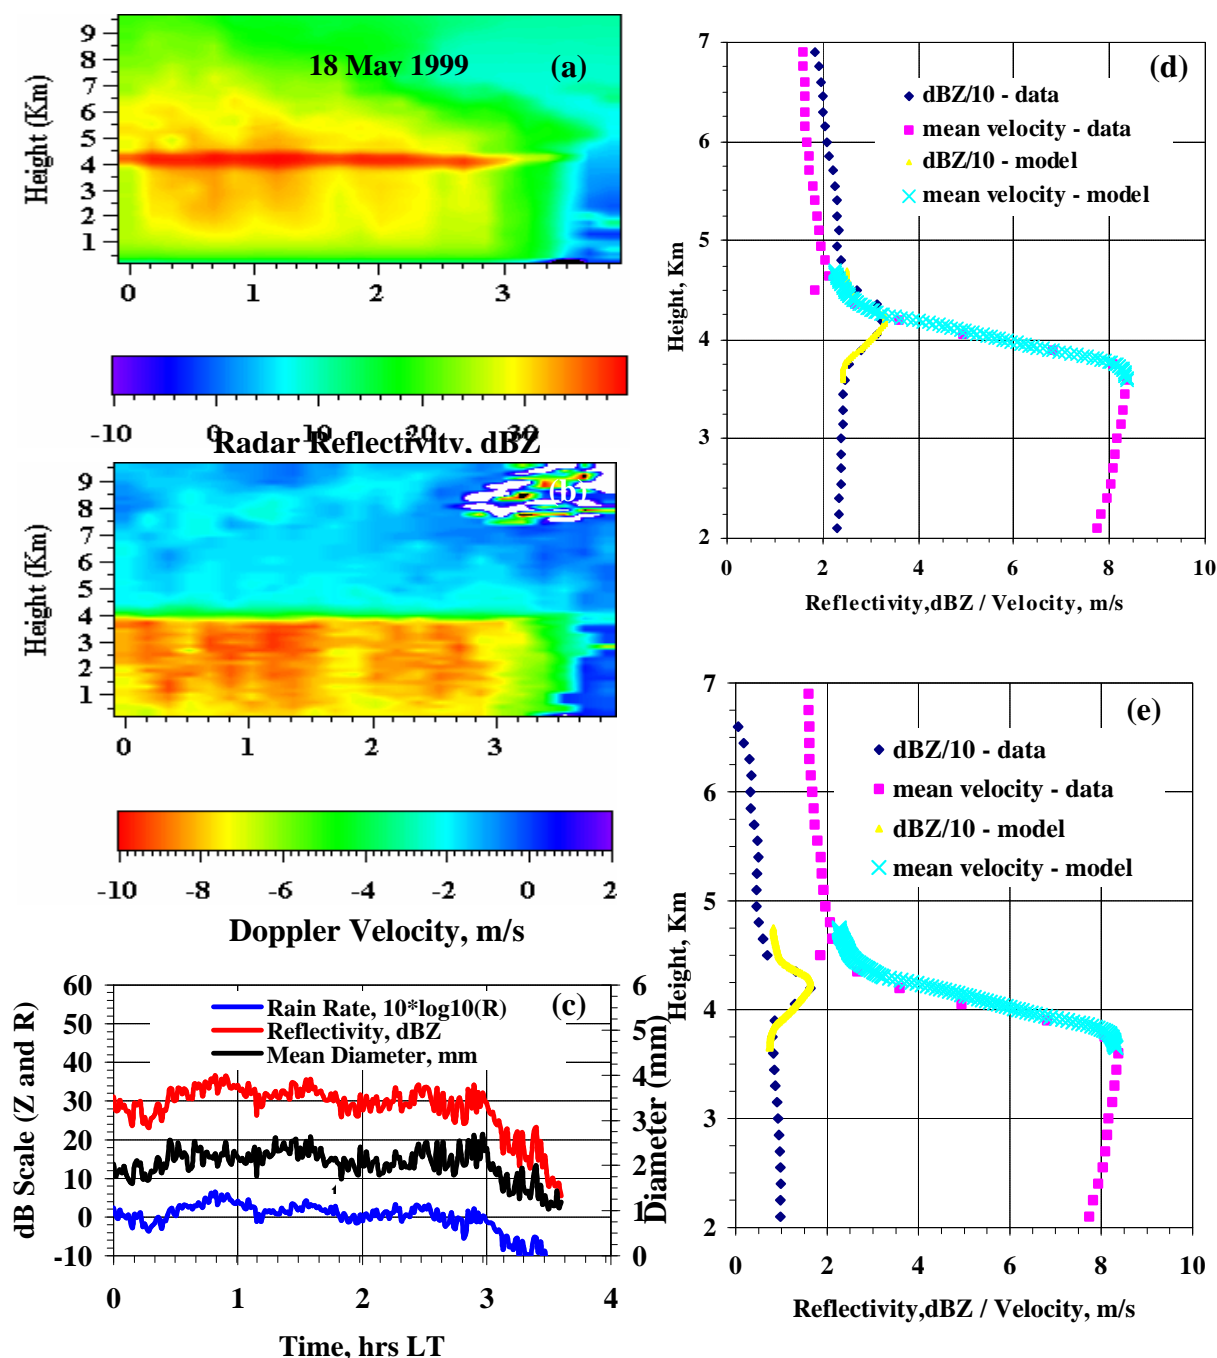 18 May 1999 (a)
Height (Km)
9
8
7
6
5
4
3
2
1
0 1 2 3
-10 0 10 20 30
Radar Reflectivity, dBZ
(b)
Height (Km)
9
8
7
6
5
4
3
2
1
0 1 2 3
-10 -8 -6 -4 -2 0 2
Doppler Velocity, m/s
(c)
Rain Rate, 10*log10(R)
Reflectivity, dBZ
Mean Diameter, mm
dB Scale (Z and R)
60
50
40
30
20
10
0
-10
Diameter (mm)
6
5
4
3
2
1
0
0 1 2 3 4
Time, hrs LT
(d)
dBZ/10 - data
mean velocity - data
dBZ/10 - model
mean velocity - model
Height, Km
7
6
5
4
3
2
0 2 4 6 8 10
Reflectivity,dBZ / Velocity, m/s
(e)
dBZ/10 - data
mean velocity - data
dBZ/10 - model
mean velocity - model
Height, Km
7
6
5
4
3
2
0 2 4 6 8 10
Reflectivity,dBZ / Velocity, m/s